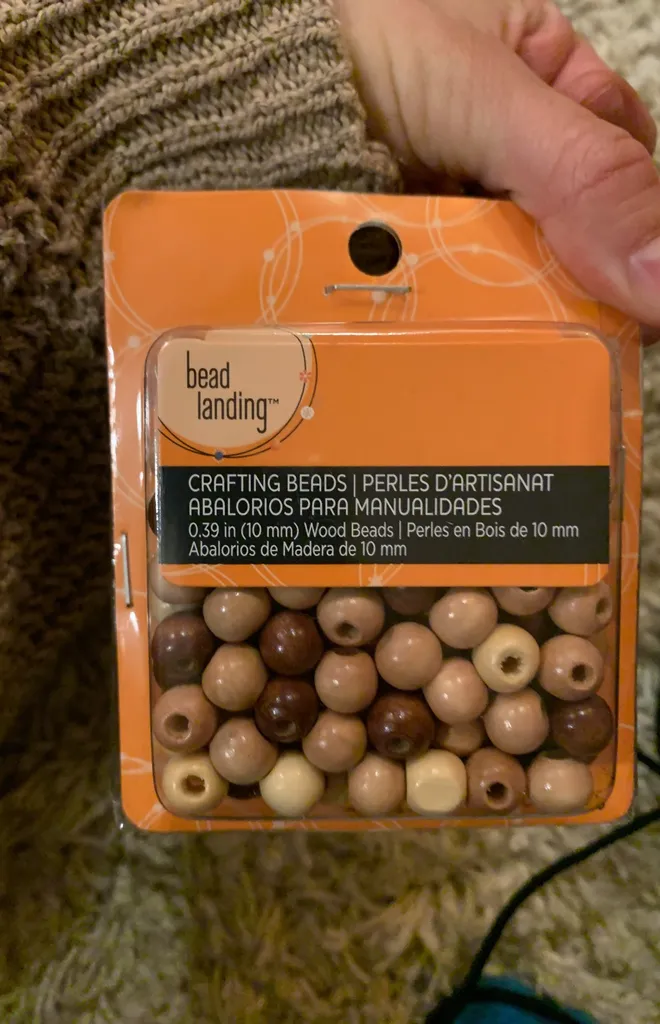 bead
landing™
CRAFTING BEADS | PERLES D'ARTISANAT
ABALORIOS PARA MANUALIDADES
0.39 in (10 mm) Wood Beads | Perles en Bois de 10 mm
Abalorios de Madera de 10 mm